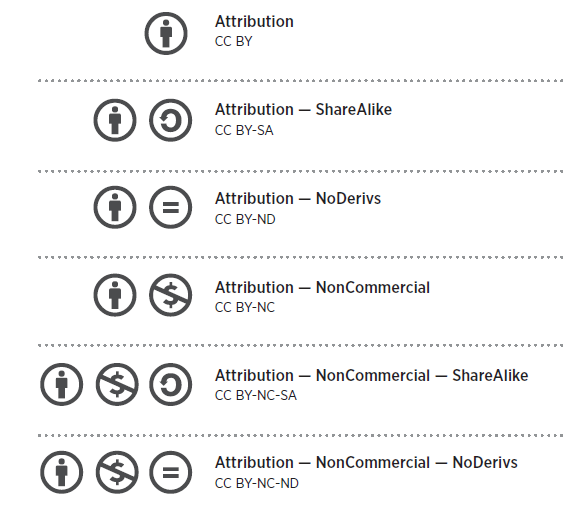 Attribution
CC BY
Attribution — ShareAlike
CC BY-SA
Attribution — NoDerivs
CC BY-ND
Attribution — NonCommercial
CC BY-NC
Attribution — NonCommercial — ShareAlike
CC BY-NC-SA
Attribution — NonCommercial — NoDerivs
CC BY-NC-ND